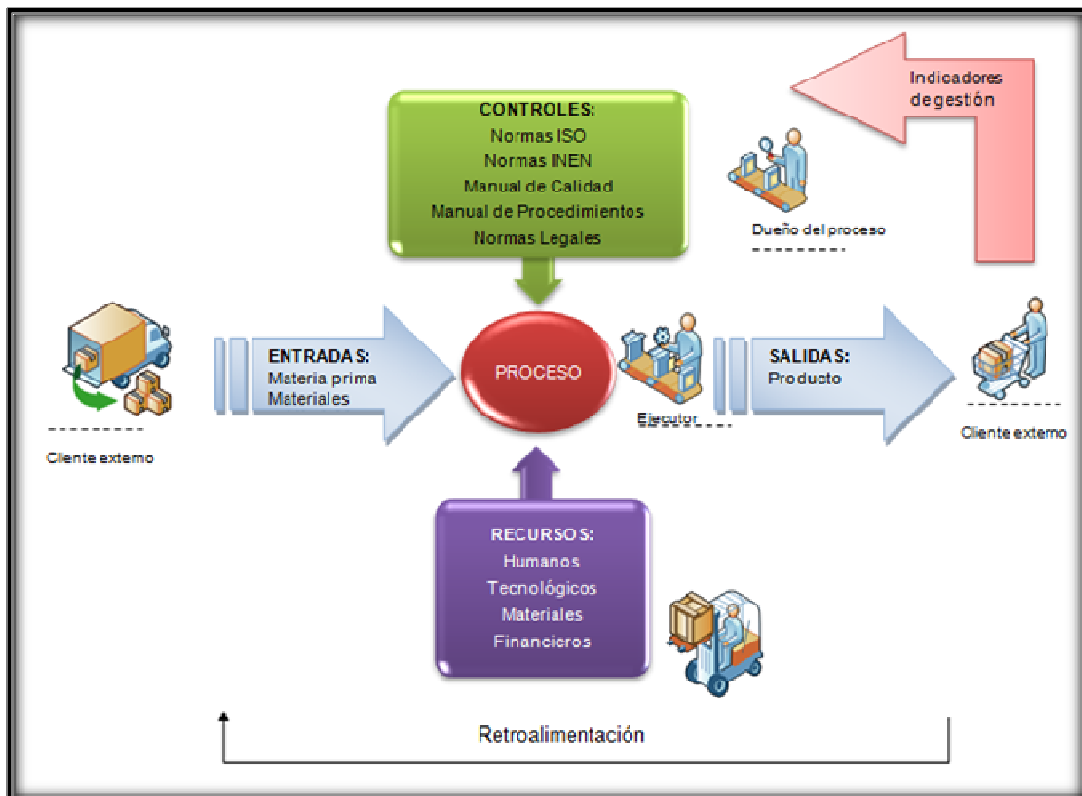 Indicadores
degestión
CONTROLES:
Normas ISO
Normas INEN
Manual de Calidad
Manual de Procedimientos
Normas Legales
Dueño del proceso
ENTRADAS:
Materia prima
Materiales
PROCESO
Ejecutor
SALIDAS:
Producto
Cliente externo
Cliente externo
RECURSOS:
Humanos
Tecnológicos
Materiales
Financieros
Retroalimentación